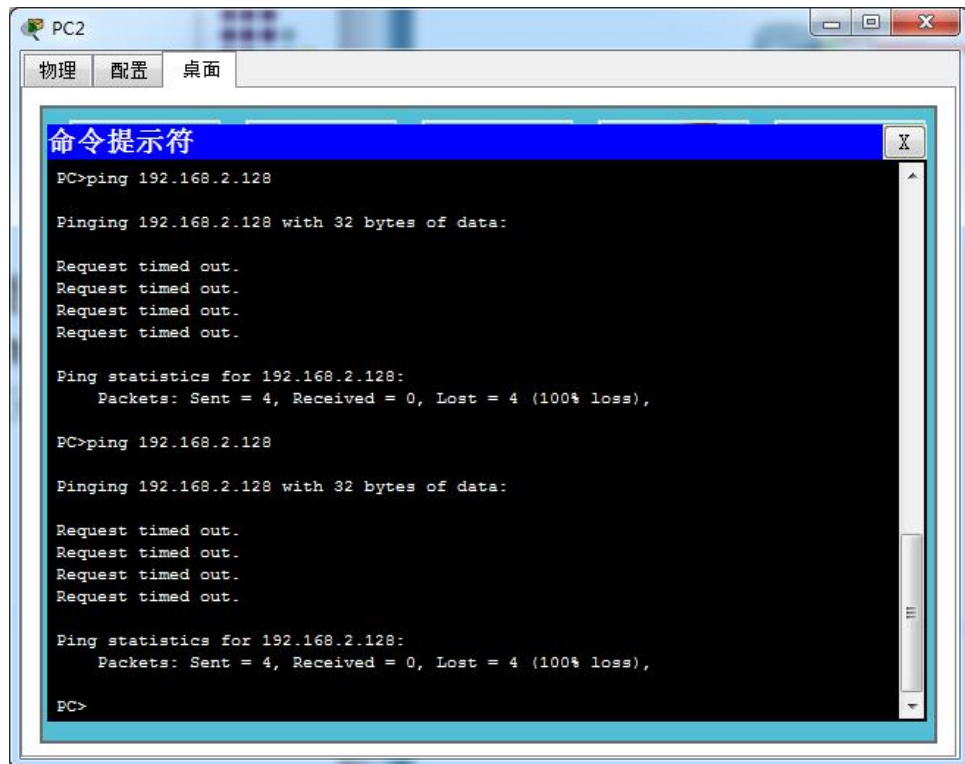 PC2
物理 配置 桌面
命令提示符 X
PC>ping 192.168.2.128
Pinging 192.168.2.128 with 32 bytes of data:
Request timed out.
Request timed out.
Request timed out.
Request timed out.
Ping statistics for 192.168.2.128:
Packets: Sent = 4, Received = 0, Lost = 4 (100% loss),
PC>ping 192.168.2.128
Pinging 192.168.2.128 with 32 bytes of data:
Request timed out.
Request timed out.
Request timed out.
Request timed out.
Ping statistics for 192.168.2.128:
Packets: Sent = 4, Received = 0, Lost = 4 (100% loss),
PC>